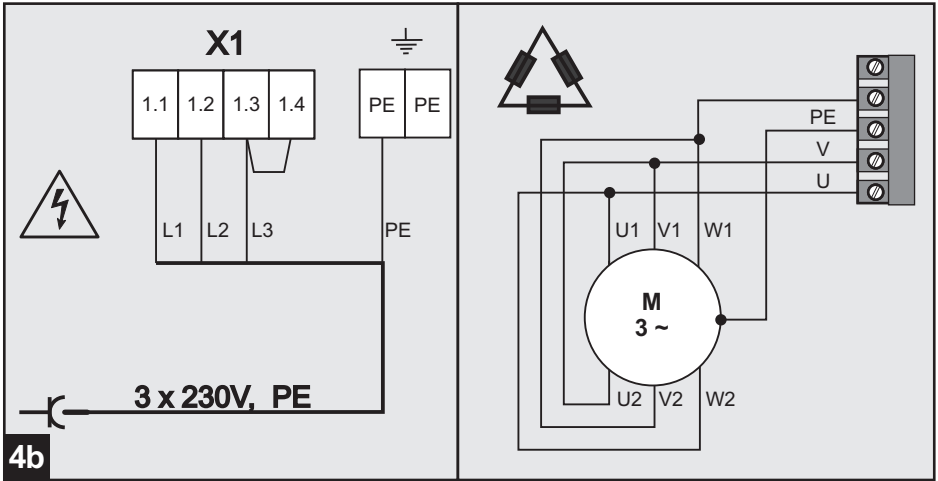 X1
1.1 1.2 1.3 1.4 PE PE
L1 L2 L3 PE
3 x 230V, PE
4b
PE
V
U
U1 V1 W1
M
3 ~
U2 V2 W2